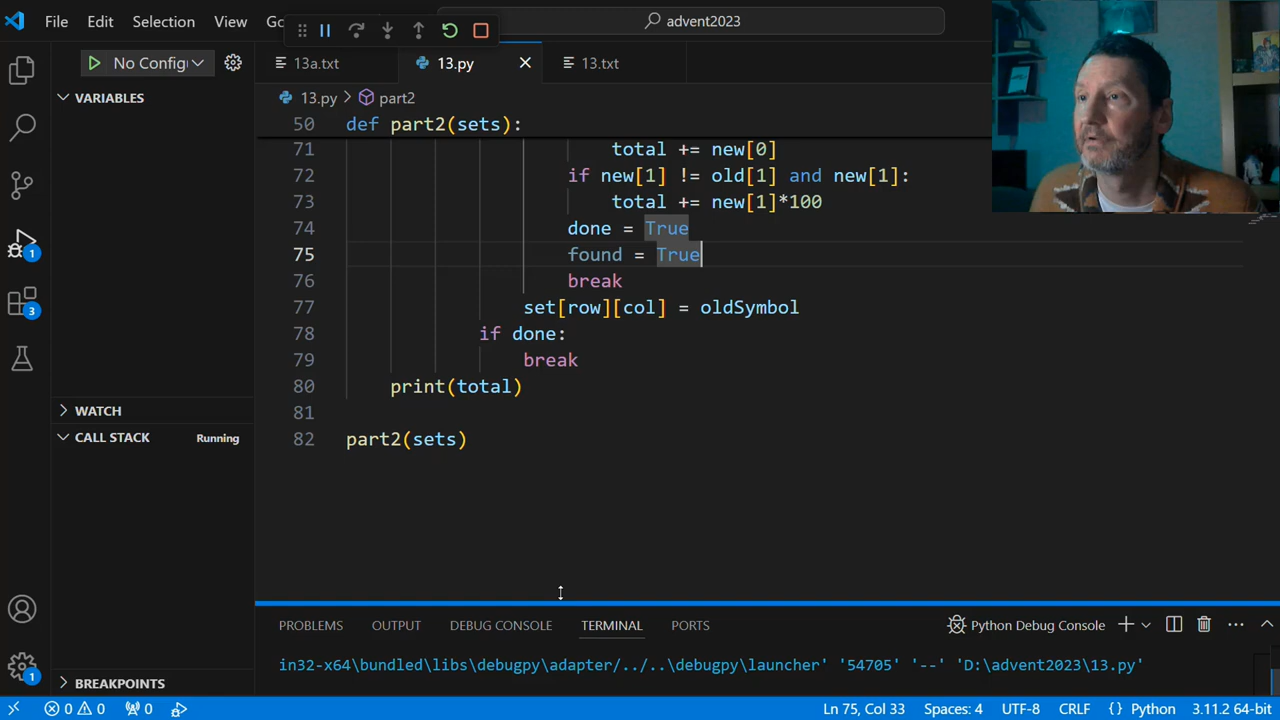 File Edit Selection View Go
advent2023
No Config
13a.txt
13.py
13.txt
VARIABLES
13.py > part2
50 def part2(sets):
71 total += new[0]
72 if new[1] != old[1] and new[1]:
73 total += new[1]*100
74 done = True
75 found = True
76 break
77 set[row][col] = oldSymbol
78 if done:
79 break
80 print(total)
81
82 part2(sets)
1
3
WATCH
CALL STACK Running
BREAKPOINTS
PROBLEMS OUTPUT DEBUG CONSOLE TERMINAL PORTS Python Debug Console
in32-x64\bundled\libs\debugpy\adapter/../..\debugpy\launcher' '54705' '--' 'D:\advent2023\13.py'
1
0 0 0 Ln 75, Col 33 Spaces: 4 UTF-8 CRLF {} Python 3.11.2 64-bit